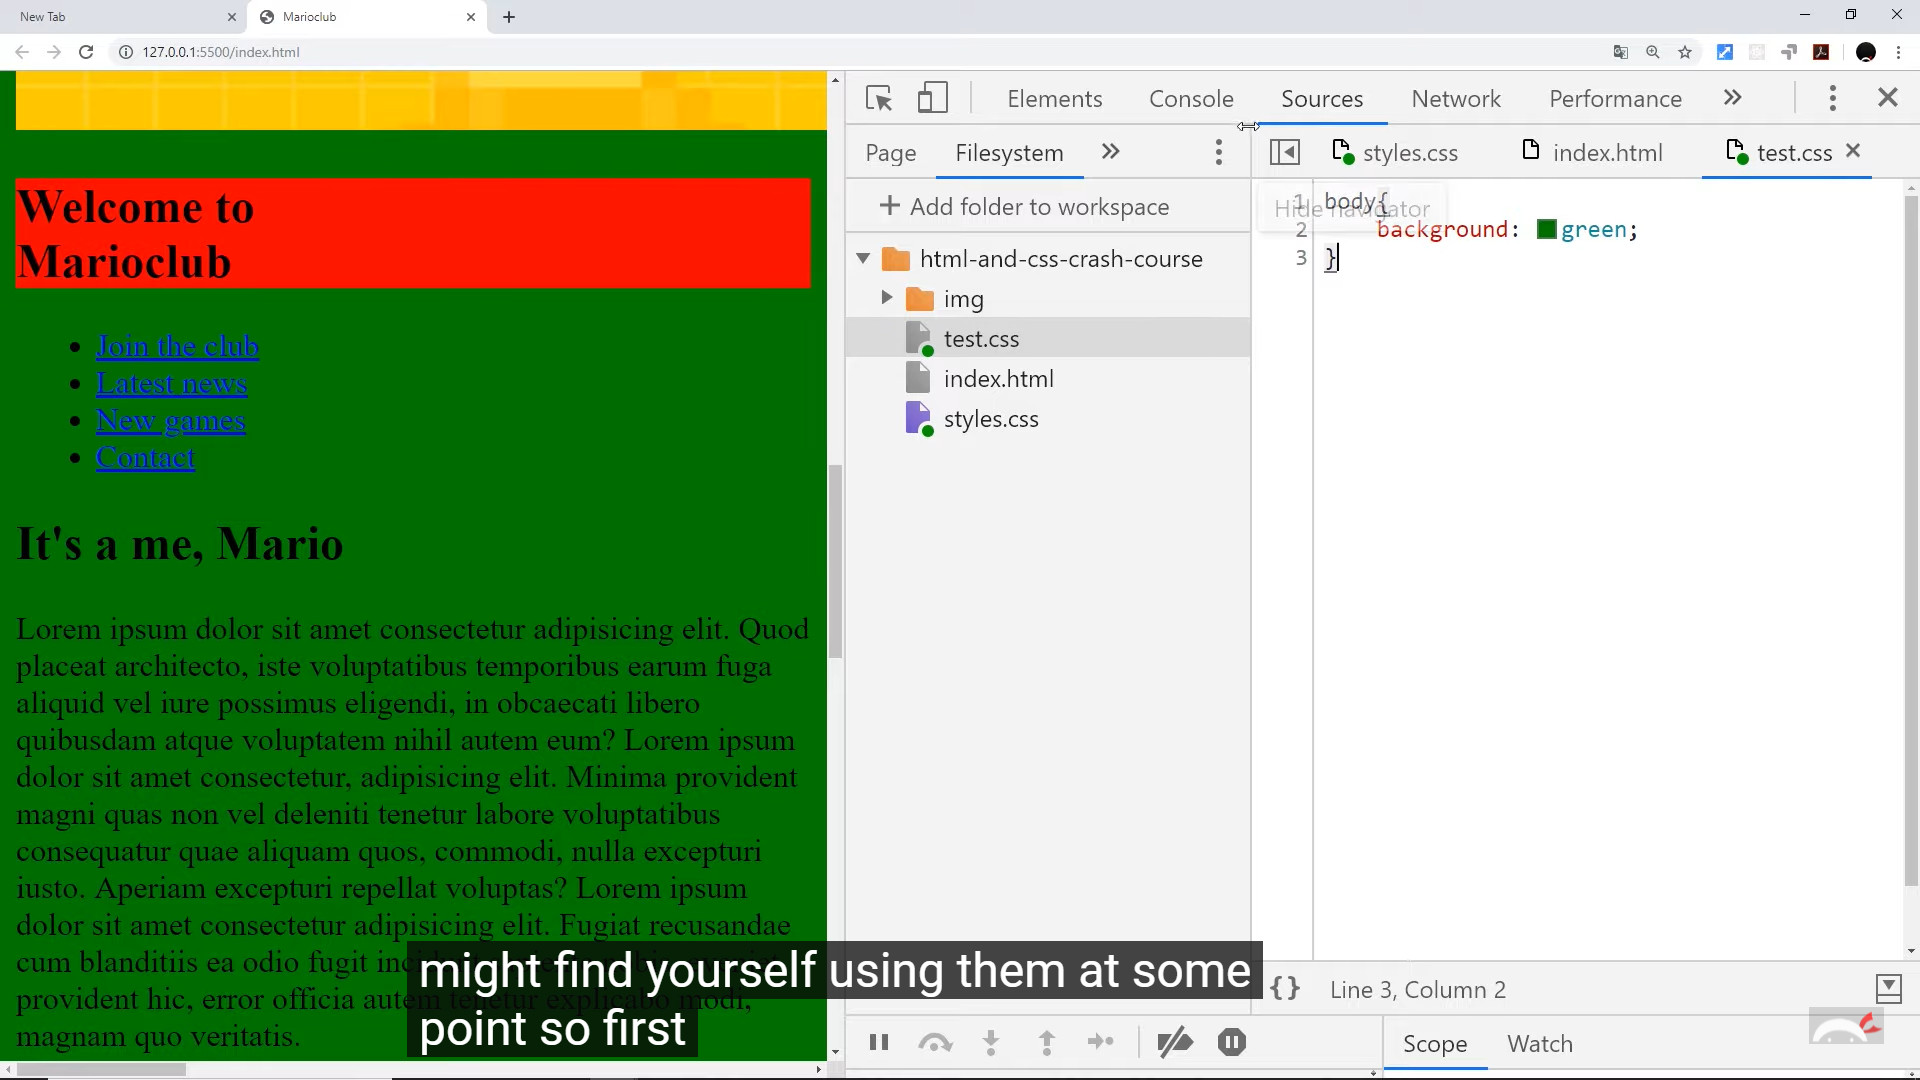 New Tab
Marioclub
127.0.0.1:5500/index.html
Welcome to
Marioclub
Join the club
Latest news
New games
Contact
It's a me, Mario
Lorem ipsum dolor sit amet consectetur adipisicing elit. Quod
placeat architecto, iste voluptatibus temporibus earum fuga
aliquid vel iure possimus eligendi, in obcaecati libero
quibusdam atque voluptatem nihil autem eum? Lorem ipsum
dolor sit amet consectetur, adipisicing elit. Minima provident
magni quas non vel deleniti tenetur labore voluptatibus
consequatur quae aliquam quos, commodi, nulla excepturi
iusto. Aperiam excepturi repellat voluptas? Lorem ipsum
dolor sit amet consectetur adipisicing elit. Fugiat recusandae
cum blanditiis ea odio fugit
provident hic, error officia autem tenetur explicabo modi,
magnam quo veritatis.
Elements Console Sources Network Performance
Page Filesystem
Add folder to workspace
html-and-css-crash-course
img
test.css
index.html
styles.css
styles.css index.html test.css
Hide navigator
1 body{
2 background: green;
3 }
{} Line 3, Column 2
Scope Watch
might find yourself using them at some
point so first